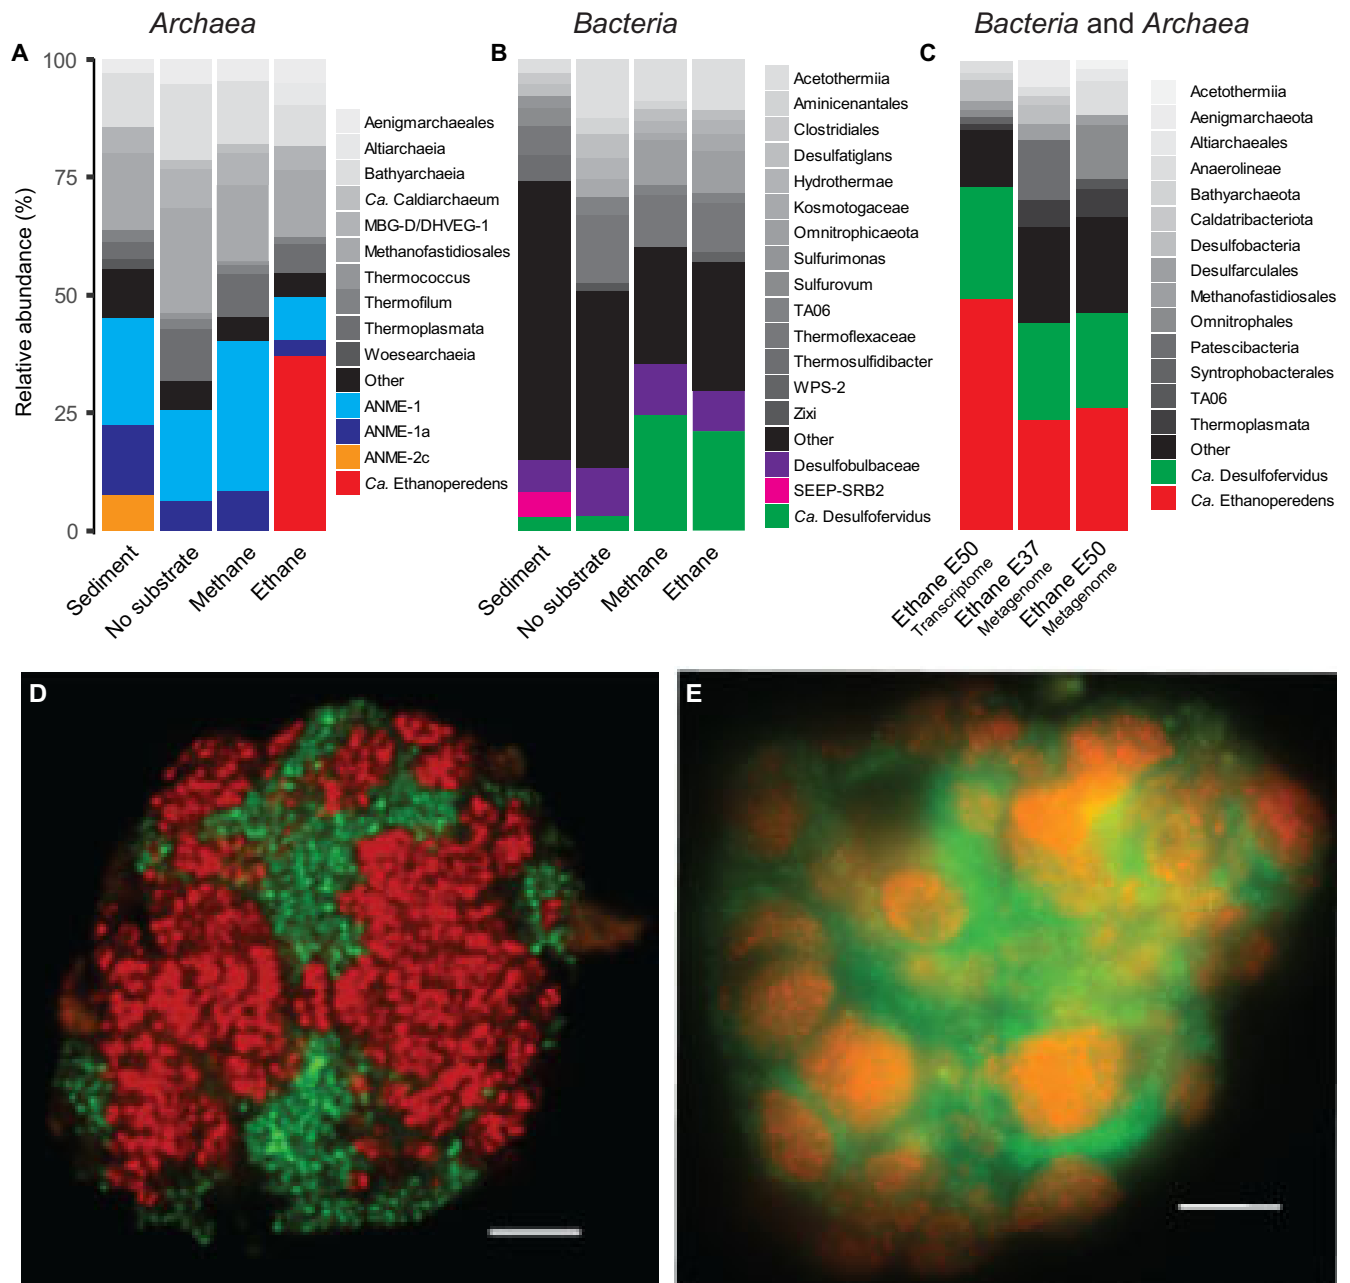 Archaea
Bacteria
Bacteria and Archaea
A
B
C
Relative abundance (%)
100
75
50
25
0
Aenigmarchaeales
Altiarchaeia
Bathyarchaeia
Ca. Caldiarchaeum
MBG-D/DHVEG-1
Methanofastidiosales
Thermococcus
Thermofilum
Thermoplasmata
Woesearchaeia
Other
ANME-1
ANME-1a
ANME-2c
Ca. Ethanoperedens
Sediment
No substrate
Methane
Ethane
Acetothermiia
Aminicenantales
Clostridiales
Desulfatiglans
Hydrothermae
Kosmotogaceae
Omnitrophicaeota
Sulfurimonas
Sulfurovum
TA06
Thermoflexaceae
Thermosulfidibacter
WPS-2
Zixi
Other
Desulfobulbaceae
SEEP-SRB2
Ca. Desulfofervidus
Sediment
No substrate
Methane
Ethane
Acetothermiia
Aenigmarchaeota
Altiarchaeales
Anaerolineae
Bathyarchaeota
Caldatribacteriota
Desulfobacteria
Desulfarculales
Methanofastidiosales
Omnitrophales
Patescibacteria
Syntrophobacterales
TA06
Thermoplasmata
Other
Ca. Desulfofervidus
Ca. Ethanoperedens
Ethane E50
Transcriptome
Ethane E37
Metagenome
Ethane E50
Metagenome
D
E